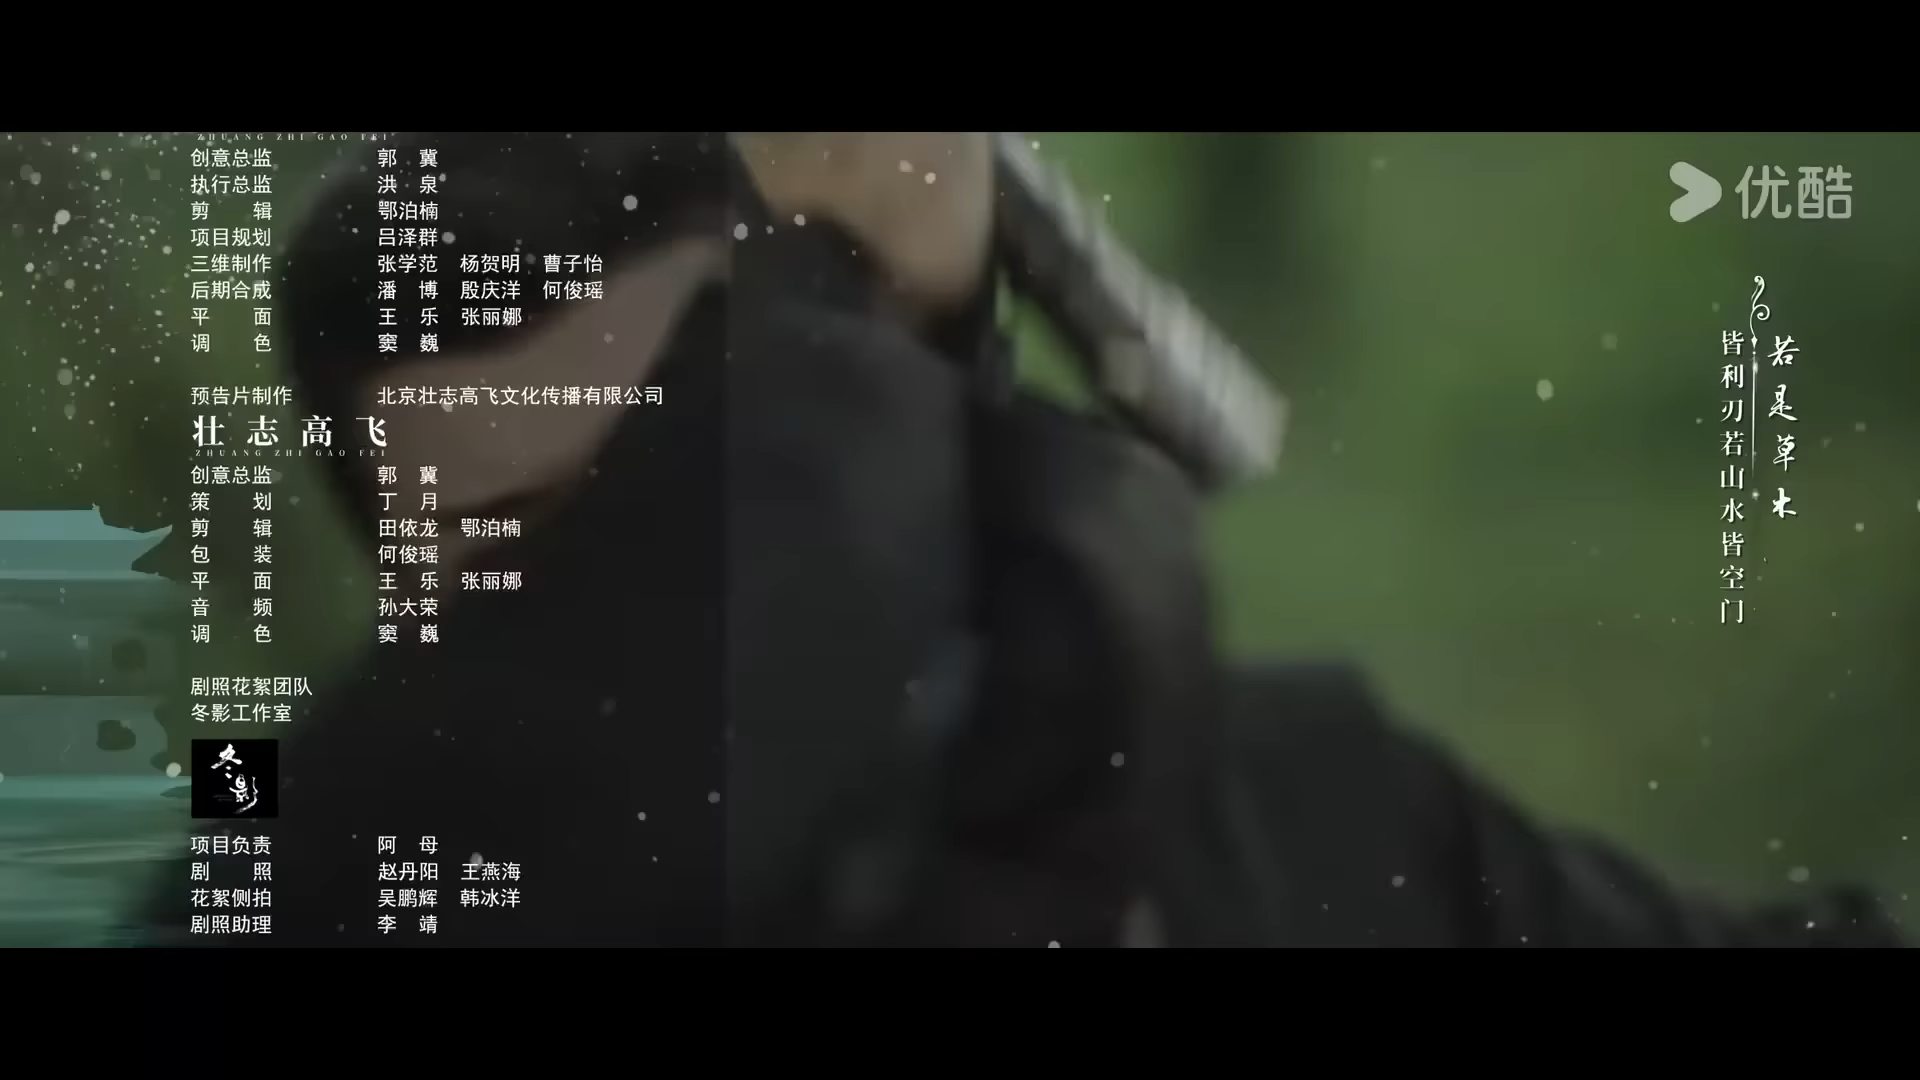 ZHUANG ZHI GAO FEI
创意总监 郭 冀
执行总监 洪 泉
剪 辑 鄂泊楠
项目规划 吕泽群
三维制作 张学范 杨贺明 曹子怡
后期合成 潘 博 殷庆洋 何俊瑶
平 面 王 乐 张丽娜
调 色 窦 巍
预告片制作 北京壮志高飞文化传播有限公司
壮志高飞
ZHUANG ZHI GAO FEI
创意总监 郭 冀
策 划 丁 月
剪 辑 田依龙 鄂泊楠
包 装 何俊瑶
平 面 王 乐 张丽娜
音 频 孙大荣
调 色 窦 巍
剧照花絮团队
冬影工作室
冬影
项目负责 阿 母
剧 照 赵丹阳 王燕海
花絮侧拍 吴鹏辉 韩冰洋
剧照助理 李 靖
优酷
若是草木
皆利刃若山水皆空门